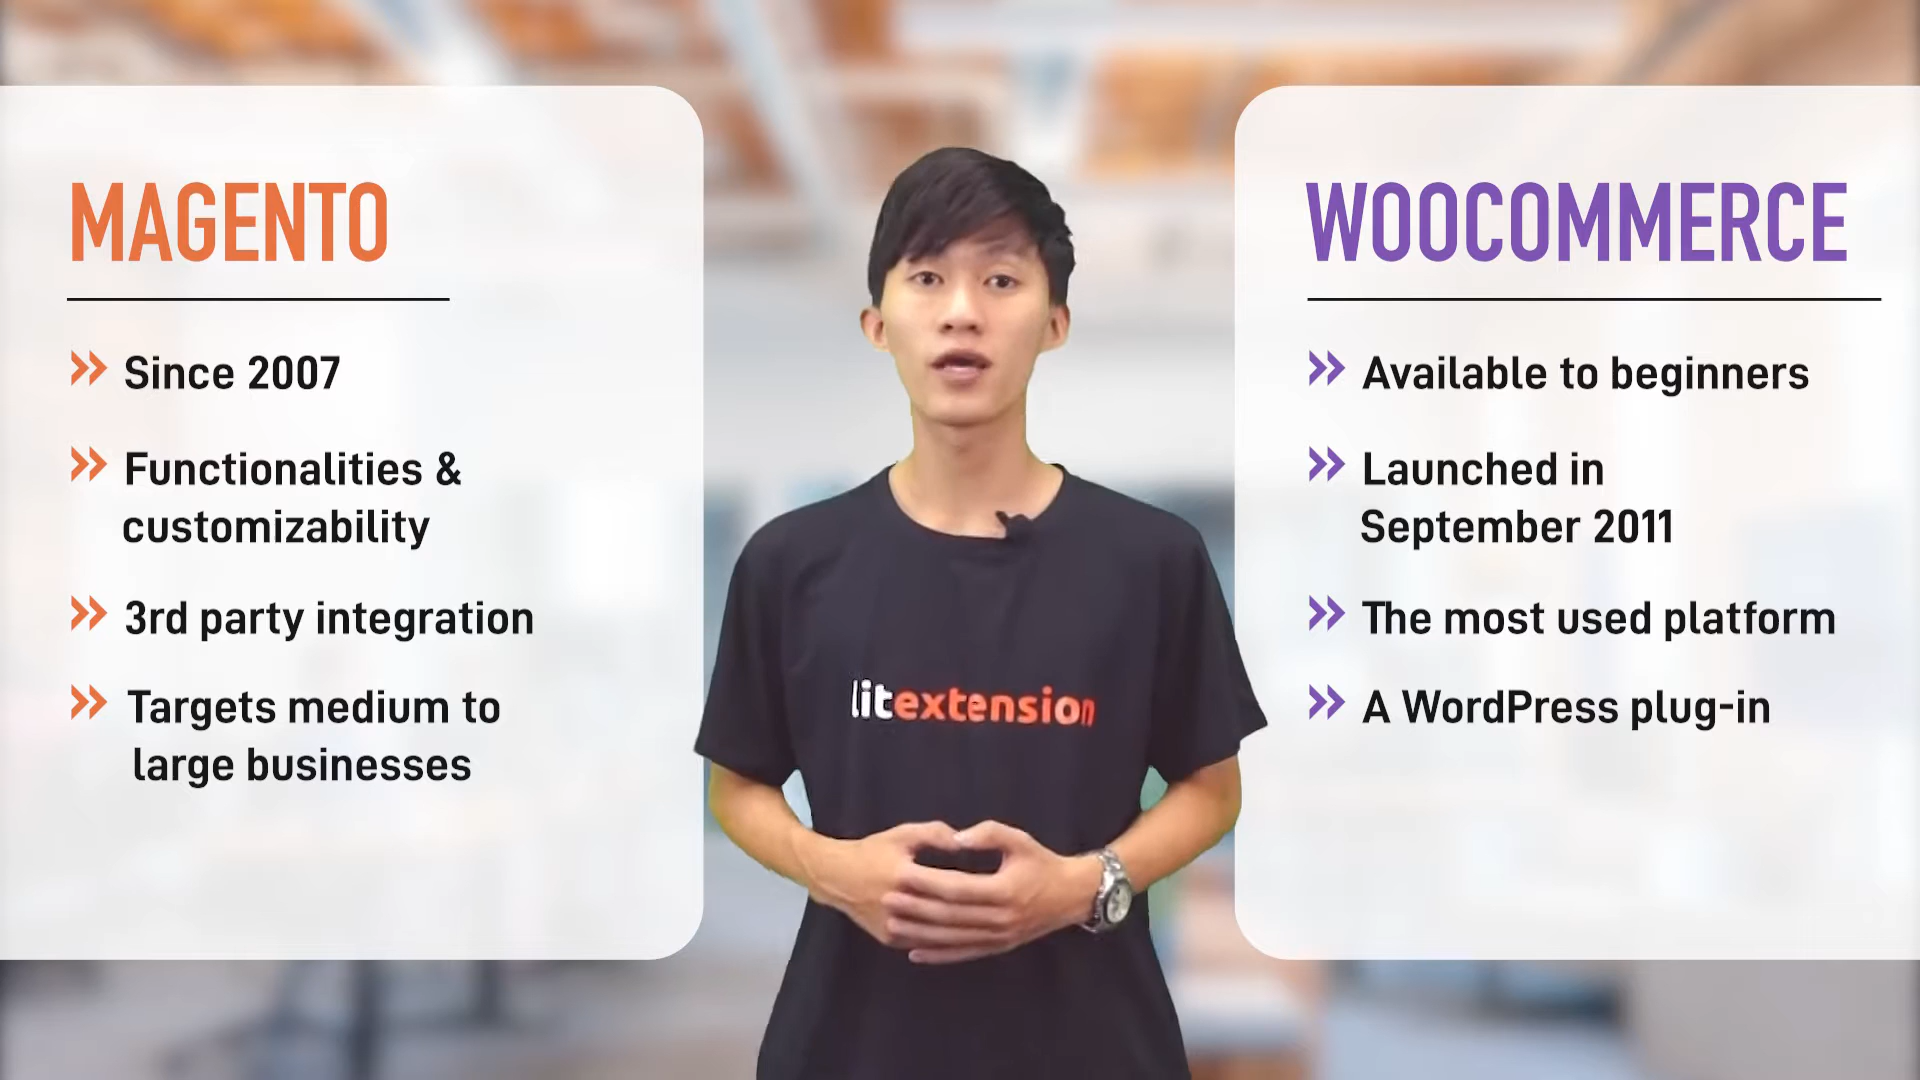 MAGENTO
Since 2007
Functionalities &
customizability
3rd party integration
Targets medium to
large businesses
litextension
WOOCOMMERCE
Available to beginners
Launched in
September 2011
The most used platform
A WordPress plug-in